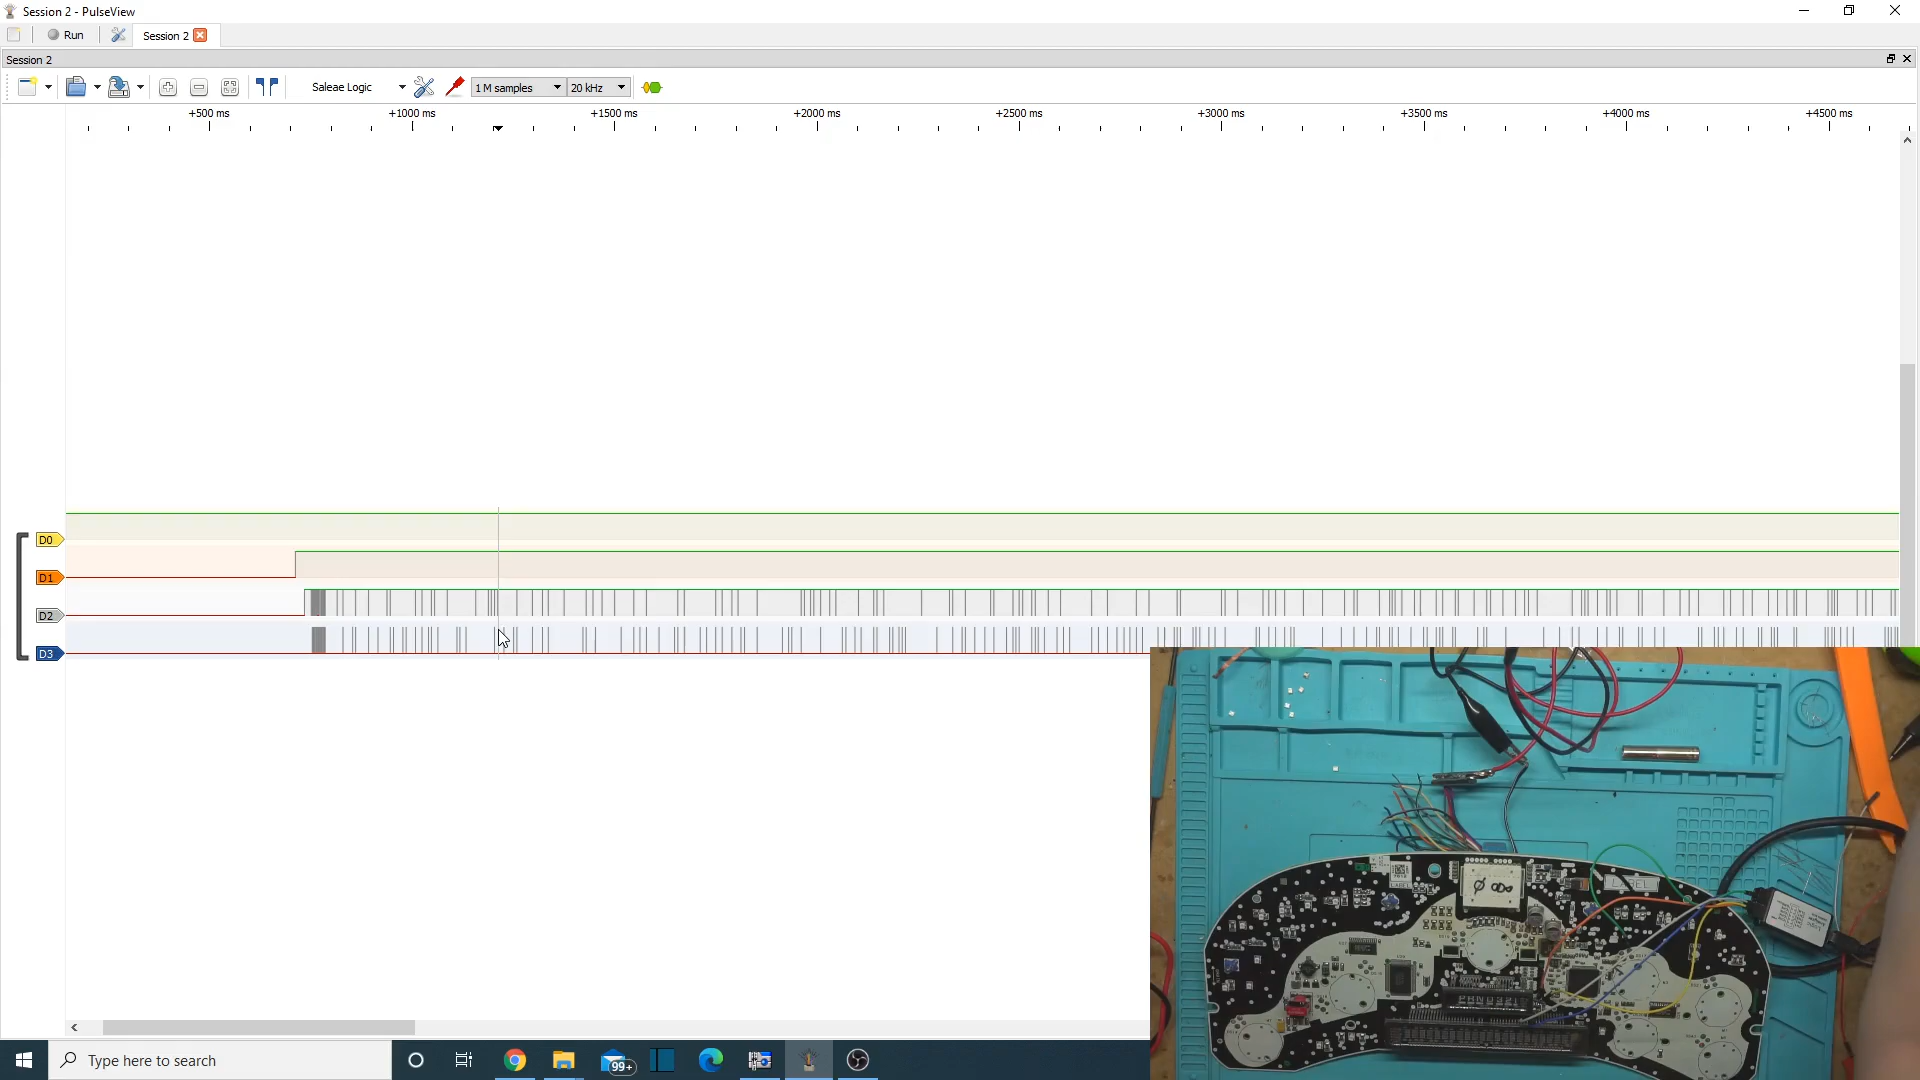 Session 2 - PulseView
Run
Session 2
Session 2
Saleae Logic
1 M samples
20 kHz
+500 ms
+1000 ms
+1500 ms
+2000 ms
+2500 ms
+3000 ms
+3500 ms
+4000 ms
+4500 ms
D0
D1
D2
D3
LABEL
Type here to search
99+